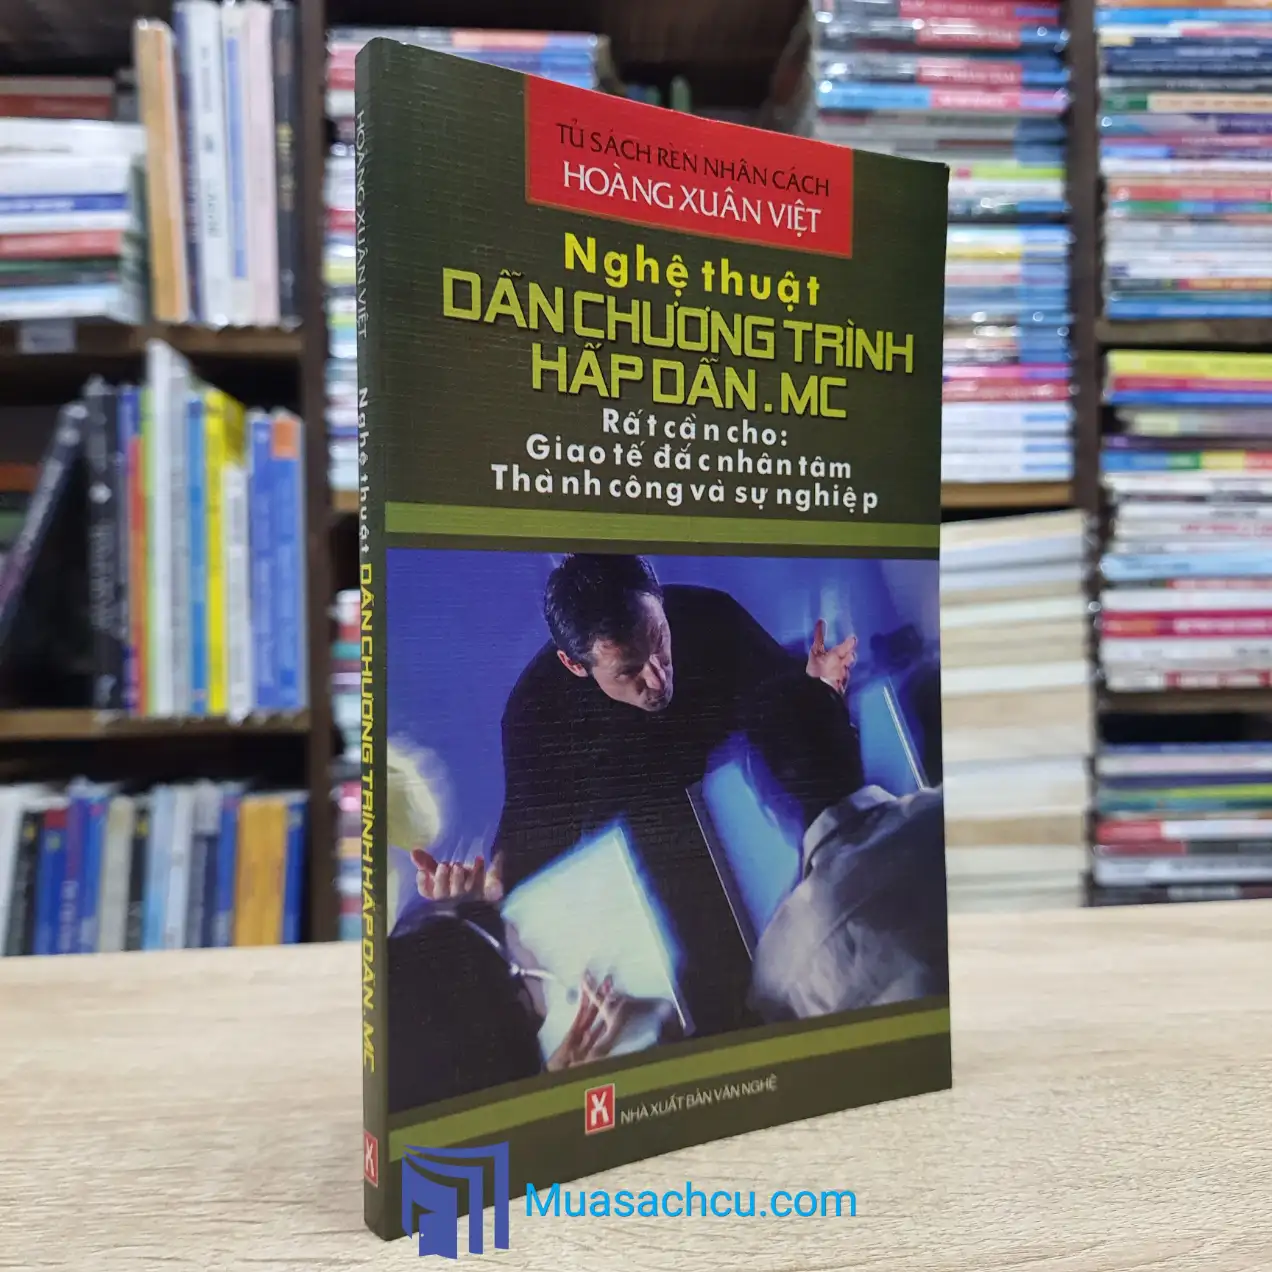 TỦ SÁCH RÈN NHÂN CÁCH
HOÀNG XUÂN VIỆT
Nghệ thuật
DẪN CHƯƠNG TRÌNH
HẤP DẪN.MC
Rất cần cho:
Giao tế đắc nhân tâm
Thành công và sự nghiệp
X NHÀ XUẤT BẢN VĂN NGHỆ
HOÀNG XUÂN VIỆT Nghệ thuật DẪN CHƯƠNG TRÌNH HẤP DẪN.MC X
Muasachcu.com